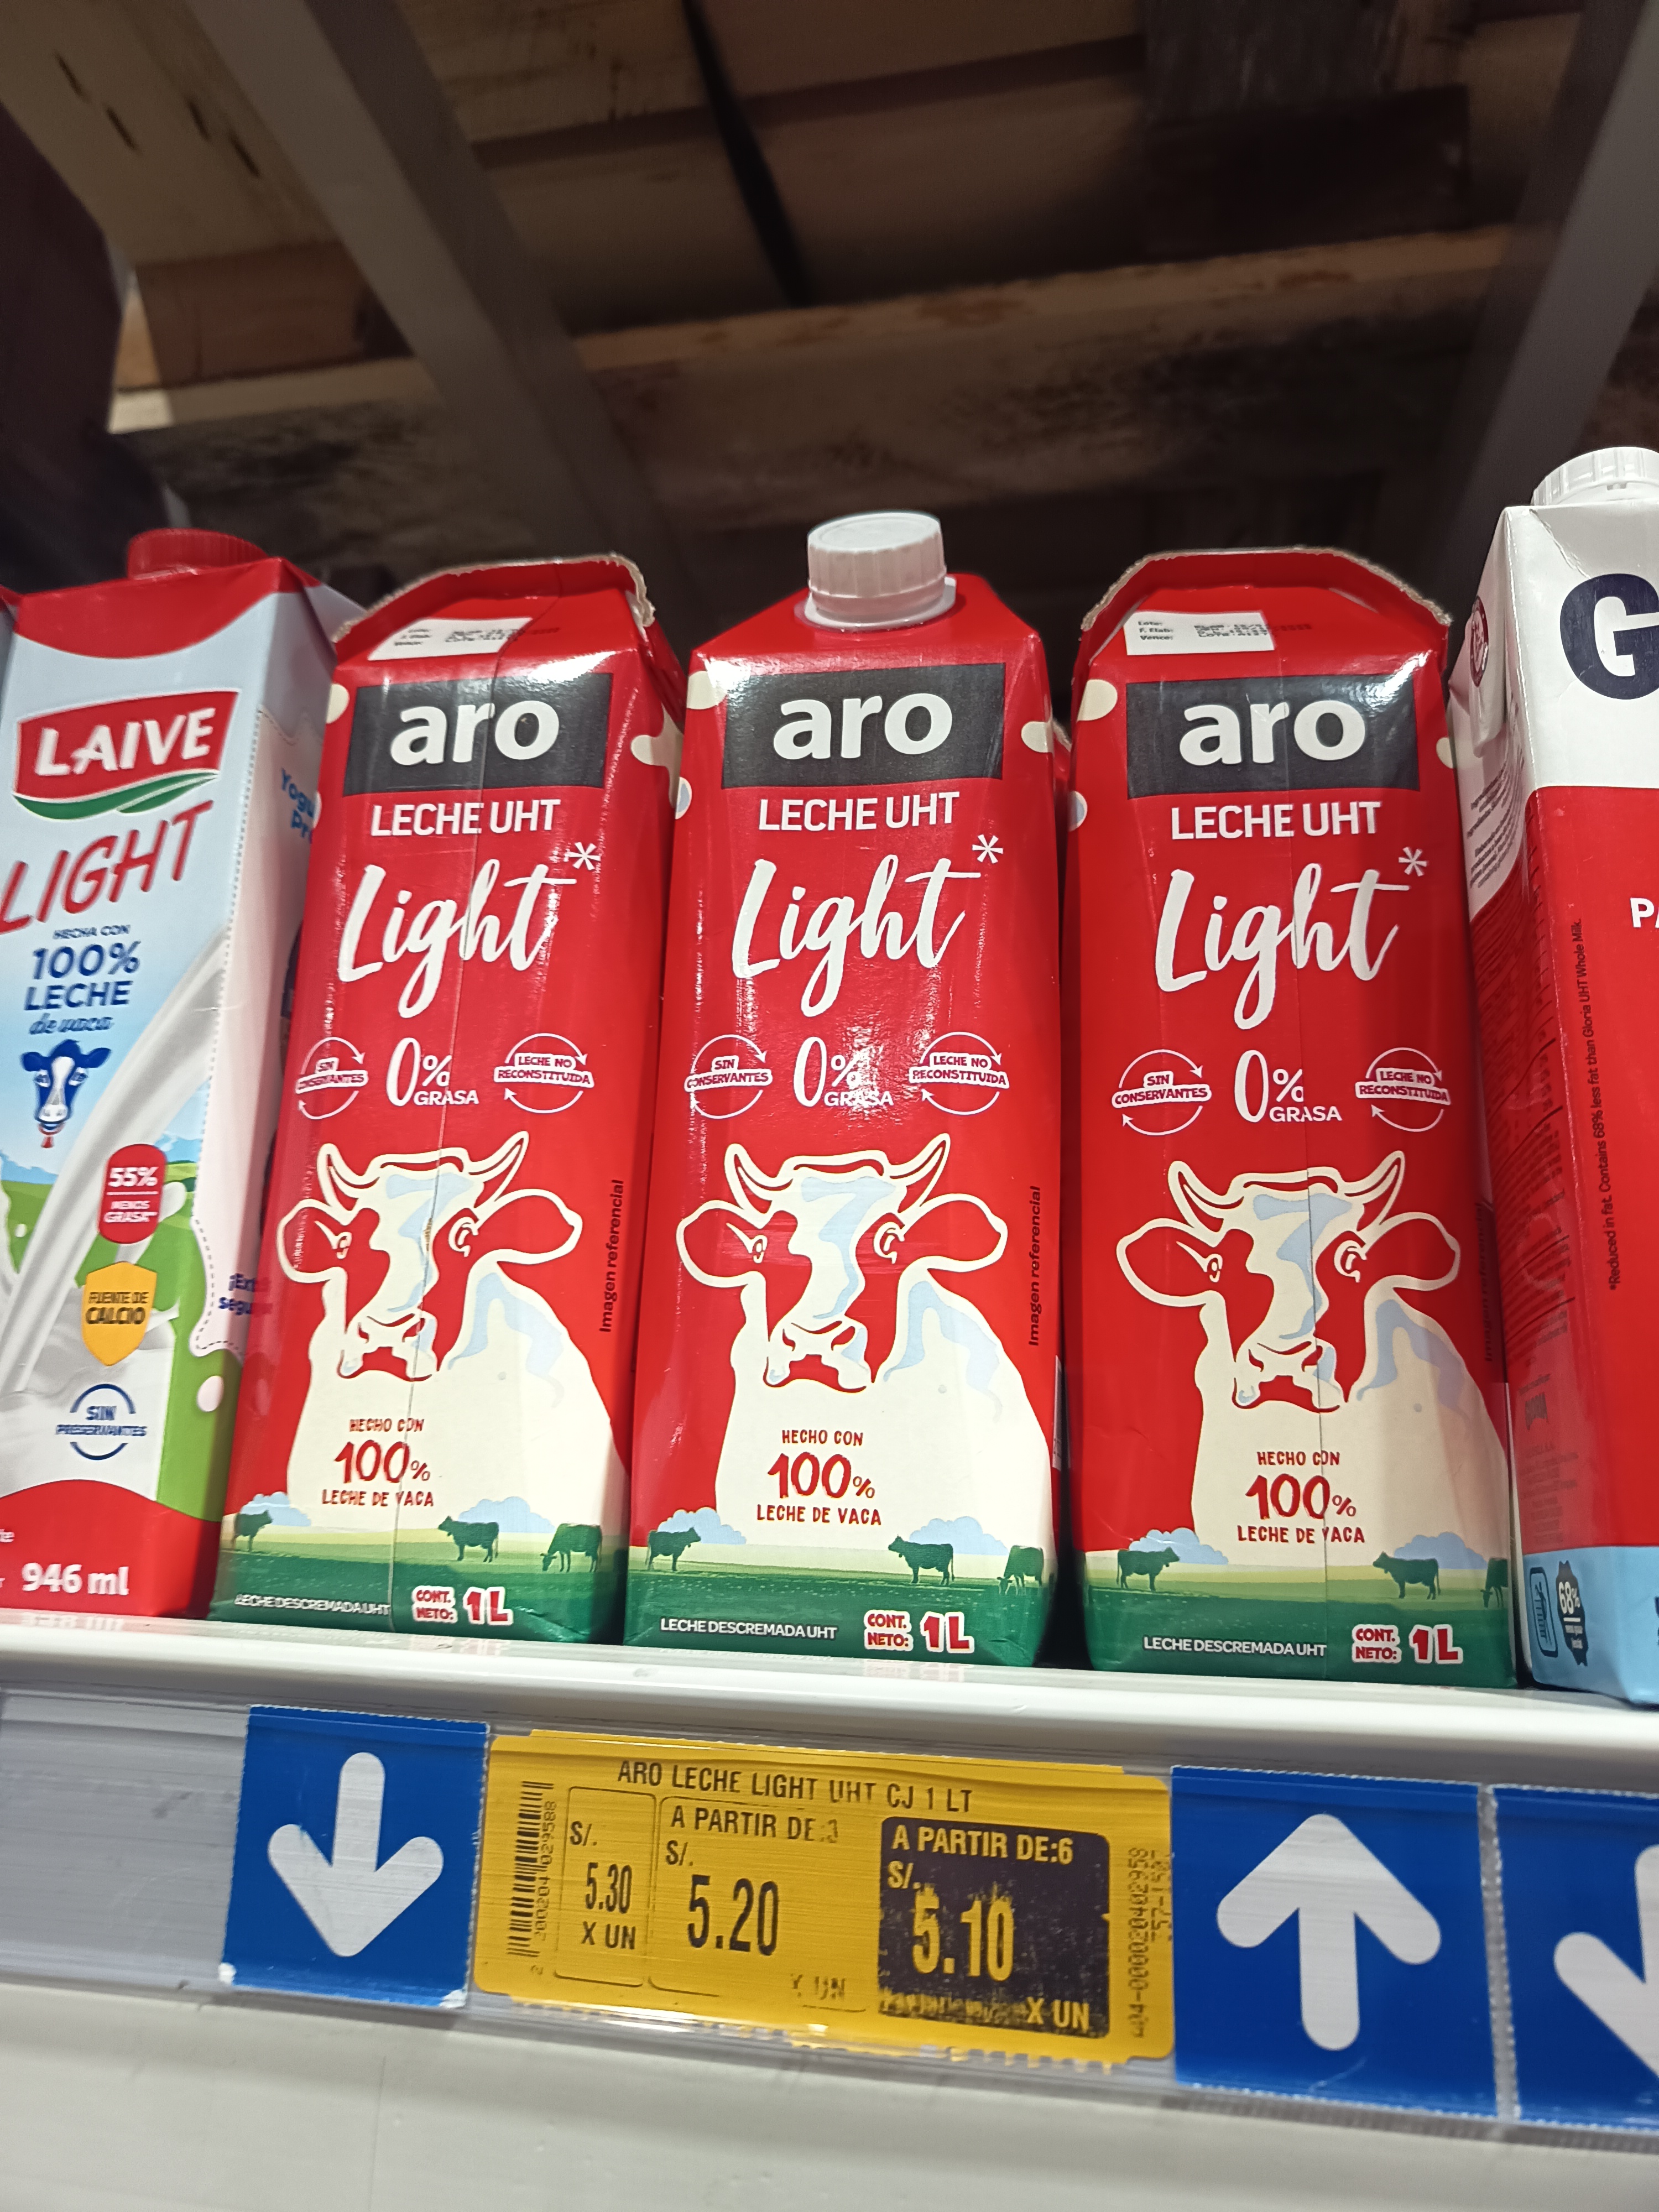 LAIVE
LIGHT
HECHA CON
100%
LECHE
de vaca
55%
MENOS
GRASA*
FUENTE DE
CALCIO
SIN
PRESERVANTES
946 ml
aro
LECHE UHT
Light*
SIN
CONSERVANTES
0%
GRASA
LECHE NO
RECONSTITUIDA
Imagen referencial
HECHO CON
100%
LECHE DE VACA
LECHE DESCREMADA UHT
CONT.
NETO: 1L
aro
LECHE UHT
Light*
SIN
CONSERVANTES
0%
GRASA
LECHE NO
RECONSTITUIDA
Imagen referencial
HECHO CON
100%
LECHE DE VACA
LECHE DESCREMADA UHT
CONT.
NETO: 1L
Lote:
F. Elab:
Vence:
aro
LECHE UHT
Light*
SIN
CONSERVANTES
0%
GRASA
LECHE NO
RECONSTITUIDA
HECHO CON
100%
LECHE DE VACA
LECHE DESCREMADA UHT
CONT.
NETO: 1L
G
PA
*Reduced in fat. Contains 68% less fat than Gloria UHT Whole Milk.
68%
ARO LECHE LIGHT UHT CJ 1 LT
S/.
5.30
X UN
A PARTIR DE:3
S/.
5.20
X UN
A PARTIR DE:6
S/.
5.10
X UN